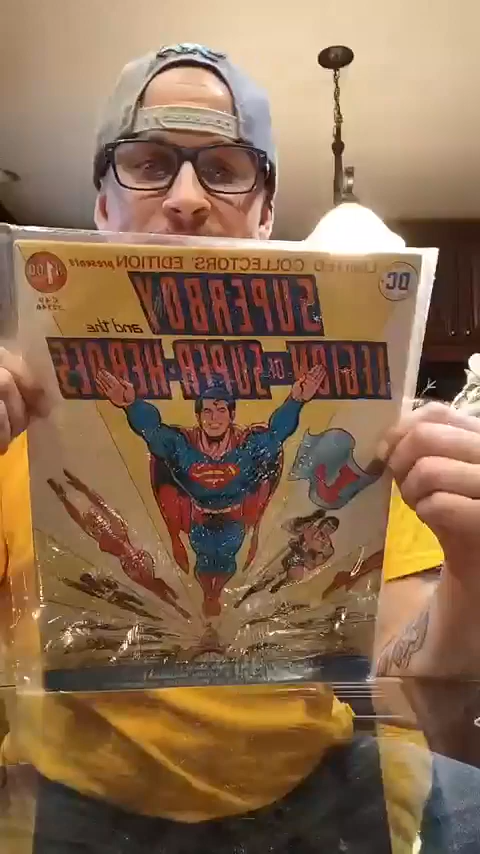 LIMITED COLLECTORS' EDITION presents
DC
$1.00
SUPERBOY
and the
LEGION OF SUPER-HEROES